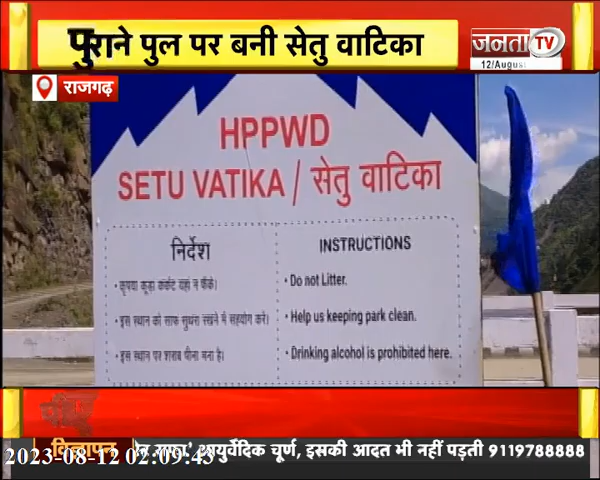 पुराने पुल पर बनी सेतु वाटिका
जनता TV
12/August
राजगढ़
HPPWD
SETU VATIKA / सेतु वाटिका
निर्देश
• कृपया कूड़ा कर्कट यहां न फेंके।
• इस स्थान को साफ सुथरा रखने में सहयोग करें।
• इस स्थान पर शराब पीना मना है।
INSTRUCTIONS
• Do not Litter.
• Help us keeping park clean.
• Drinking alcohol is prohibited here.
विज्ञापन
आयुर्वेदिक चूर्ण, इसकी आदत भी नहीं पड़ती 9119788888
2023-08-12 02:09:43